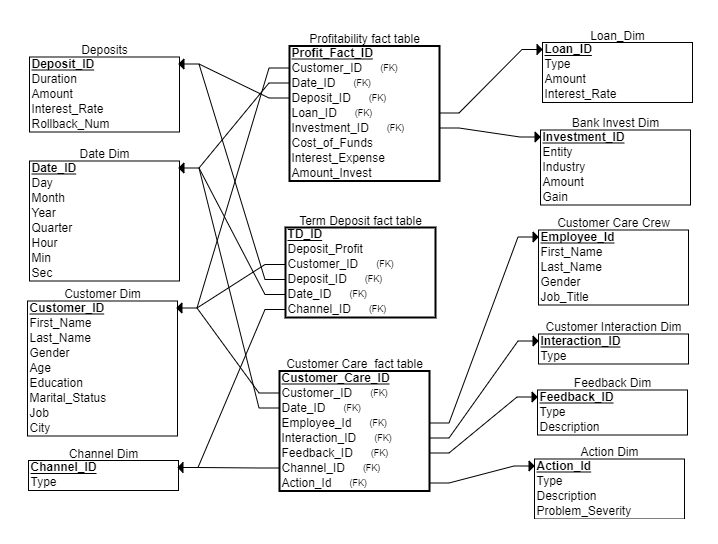 Deposits
Deposit_ID
Duration
Amount
Interest_Rate
Rollback_Num
Date Dim
Date_ID
Day
Month
Year
Quarter
Hour
Min
Sec
Customer Dim
Customer_ID
First_Name
Last_Name
Gender
Age
Education
Marital_Status
Job
City
Channel Dim
Channel_ID
Type
Profitability fact table
Profit_Fact_ID
Customer_ID (FK)
Date_ID (FK)
Deposit_ID (FK)
Loan_ID (FK)
Investment_ID (FK)
Cost_of_Funds
Interest_Expense
Amount_Invest
Term Deposit fact table
TD_ID
Deposit_Profit
Customer_ID (FK)
Deposit_ID (FK)
Date_ID (FK)
Channel_ID (FK)
Customer Care fact table
Customer_Care_ID
Customer_ID (FK)
Date_ID (FK)
Employee_Id (FK)
Interaction_ID (FK)
Feedback_ID (FK)
Channel_ID (FK)
Action_Id (FK)
Loan_Dim
Loan_ID
Type
Amount
Interest_Rate
Bank Invest Dim
Investment_ID
Entity
Industry
Amount
Gain
Customer Care Crew
Employee_Id
First_Name
Last_Name
Gender
Job_Title
Customer Interaction Dim
Interaction_ID
Type
Feedback Dim
Feedback_ID
Type
Description
Action Dim
Action_Id
Type
Description
Problem_Severity